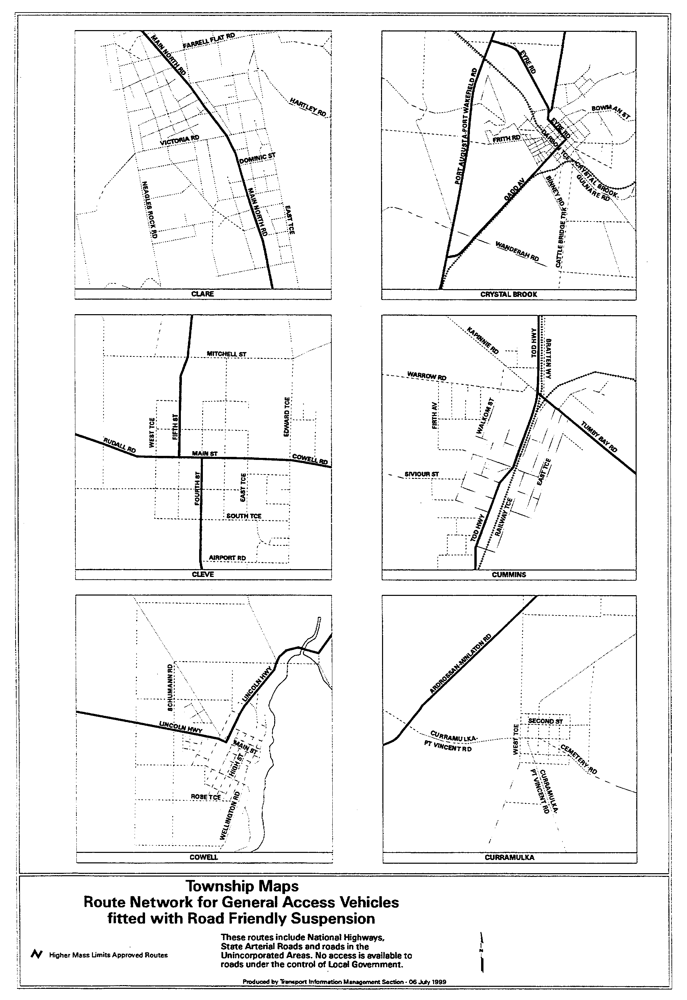 MAIN NORTH RD
FARRELL FLAT RD
HARTLEY RD
VICTORIA RD
DOMINIC ST
NEAGLES ROCK RD
MAIN NORTH RD
EAST TCE
CLARE
EYRE RD
PORT AUGUSTA-PORT WAKEFIELD RD
BOWMAN ST
EYRE RD
DARBON TCE
FRITH RD
CRYSTAL BROOK-
GULNARE RD
GADD AV
BINNEY RD
CATTLE BRIDGE TRK
WANDERAH RD
CRYSTAL BROOK
MITCHELL ST
WEST TCE
FIFTH ST
EDWARD TCE
RUDALL RD
MAIN ST
COWELL RD
FOURTH ST
EAST TCE
SOUTH TCE
AIRPORT RD
CLEVE
KAPINNIE RD
TOD HWY
BRATTEN WY
WARROW RD
FIRTH AV
WALKOM ST
TUMBY BAY RD
SIVIOUR ST
EAST TCE
TOD HWY
RAILWAY TCE
CUMMINS
SCHUMANN RD
LINCOLN HWY
LINCOLN HWY
MAIN ST
HIGH ST
ROBE TCE
WELLINGTON RD
COWELL
ARDROSSAN-MINLATON RD
SECOND ST
WEST TCE
CURRAMULKA-
PT VINCENT RD
CEMETERY RD
CURRAMULKA-
PT VINCENT RD
CURRAMULKA
Township Maps
Route Network for General Access Vehicles
fitted with Road Friendly Suspension
These routes include National Highways,
State Arterial Roads and roads in the
Unincorporated Areas. No access is available to
roads under the control of Local Government.
Higher Mass Limits Approved Routes
N
Produced by Transport Information Management Section - 06 July 1999